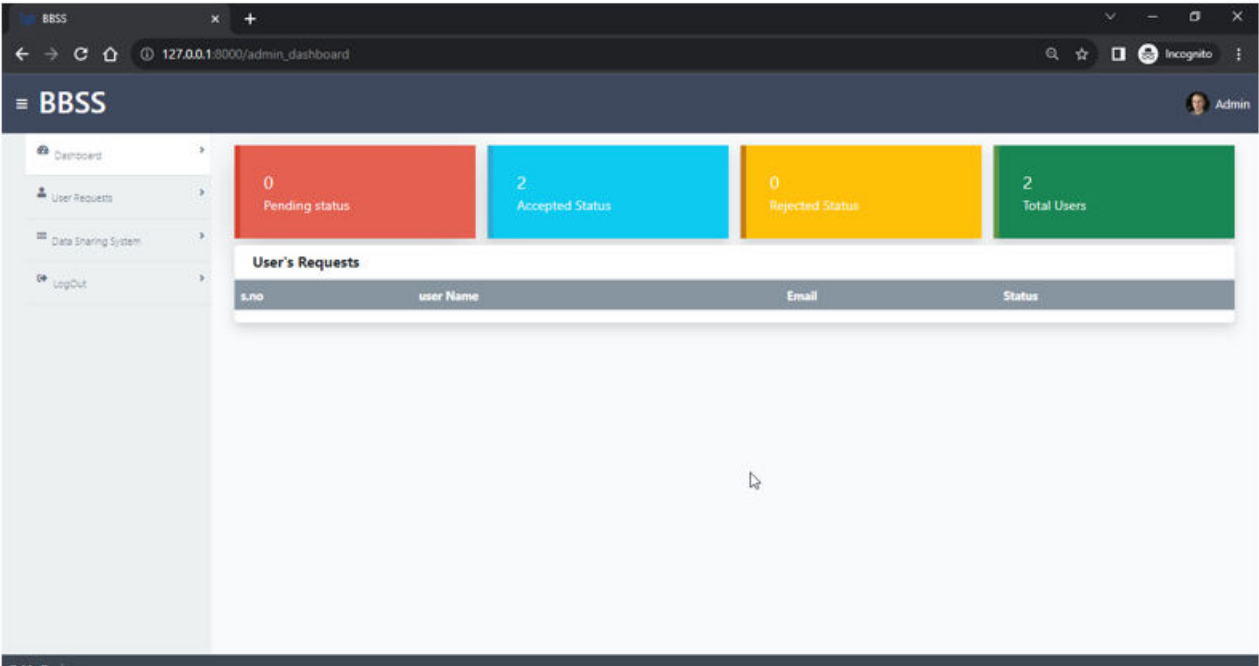 BBSS
127.0.0.1:8000/admin_dashboard
Incognito
BBSS
Admin
Dashboard
User Requests
Data Sharing System
LogOut
0
Pending status
2
Accepted Status
0
Rejected Status
2
Total Users
User's Requests
s.no user Name Email Status